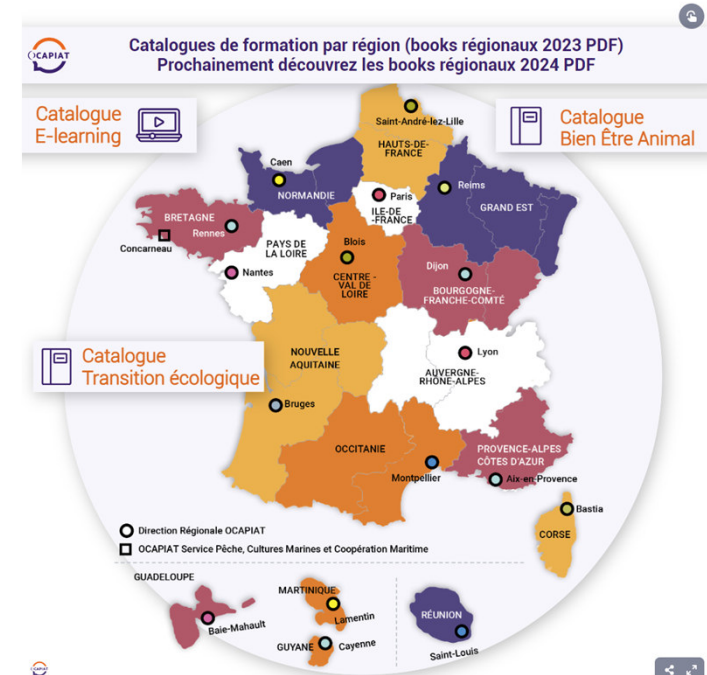 OCAPIAT
Catalogues de formation par région (books régionaux 2023 PDF)
Prochainement découvrez les books régionaux 2024 PDF
Catalogue
E-learning
Catalogue
Bien Être Animal
Saint-André-lez-Lille
HAUTS-DE-
FRANCE
Caen
NORMANDIE
Paris
ILE-DE
-FRANCE
Reims
GRAND EST
BRETAGNE
Rennes
Concarneau
PAYS DE
LA LOIRE
Nantes
Blois
CENTRE -
VAL DE
LOIRE
Dijon
BOURGOGNE-
FRANCHE-COMTÉ
Catalogue
Transition écologique
NOUVELLE
AQUITAINE
Bruges
Lyon
AUVERGNE-
RHÔNE-ALPES
OCCITANIE
Montpellier
PROVENCE-ALPES
CÔTES D'AZUR
Aix-en-Provence
Bastia
CORSE
Direction Régionale OCAPIAT
OCAPIAT Service Pêche, Cultures Marines et Coopération Maritime
GUADELOUPE
Baie-Mahault
MARTINIQUE
Lamentin
GUYANE
Cayenne
RÉUNION
Saint-Louis
OCAPIAT